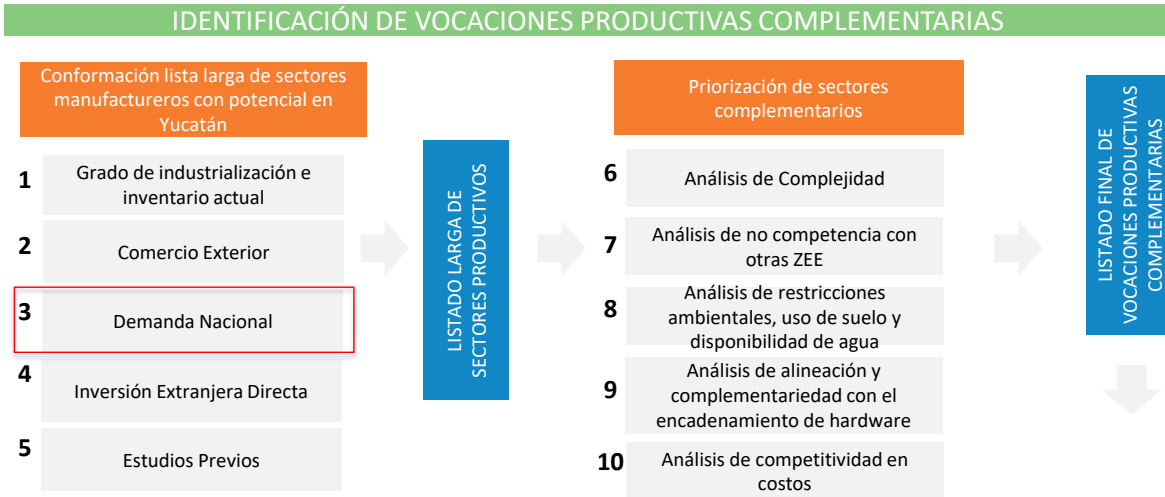 IDENTIFICACIÓN DE VOCACIONES PRODUCTIVAS COMPLEMENTARIAS
Conformación lista larga de sectores
manufactureros con potencial en
Yucatán
1
Grado de industrialización e
inventario actual
2
Comercio Exterior
3
Demanda Nacional
4
Inversión Extranjera Directa
5
Estudios Previos
LISTADO LARGA DE
SECTORES PRODUCTIVOS
Priorización de sectores
complementarios
6
Análisis de Complejidad
7
Análisis de no competencia con
otras ZEE
8
Análisis de restricciones
ambientales, uso de suelo y
disponibilidad de agua
9
Análisis de alineación y
complementariedad con el
encadenamiento de hardware
10
Análisis de competitividad en
costos
LISTADO FINAL DE
VOCACIONES PRODUCTIVAS
COMPLEMENTARIAS